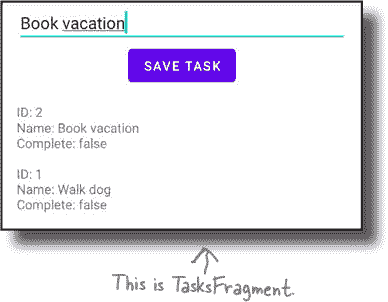 Book vacation
SAVE TASK
ID: 2
Name: Book vacation
Complete: false
ID: 1
Name: Walk dog
Complete: false
This is TasksFragment.